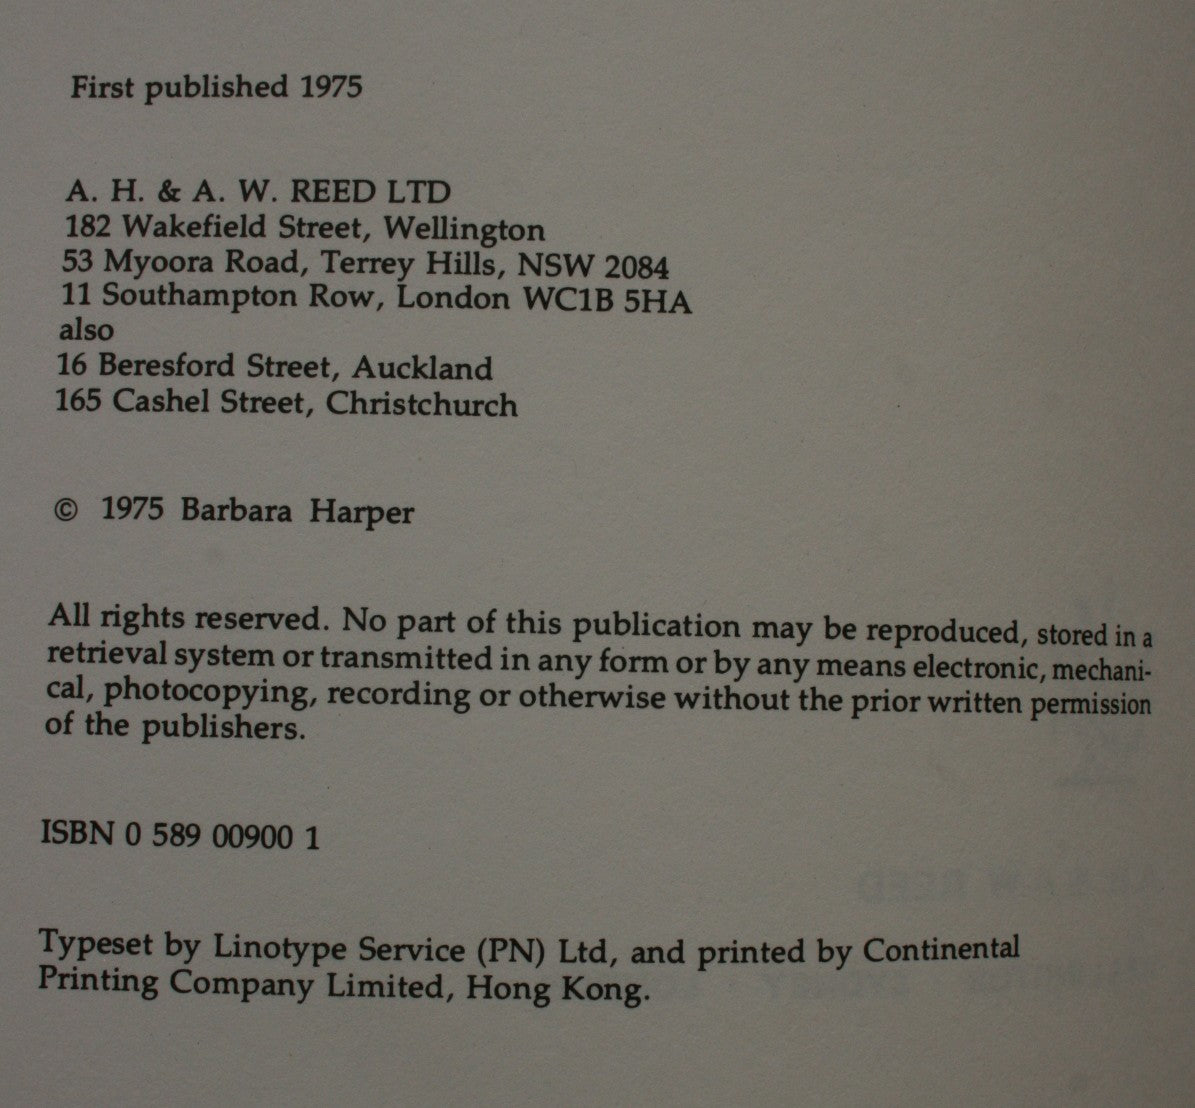 First published 1975
A. H. & A. W. REED LTD
182 Wakefield Street, Wellington
53 Myoora Road, Terrey Hills, NSW 2084
11 Southampton Row, London WC1B 5HA
also
16 Beresford Street, Auckland
165 Cashel Street, Christchurch
© 1975 Barbara Harper
All rights reserved. No part of this publication may be reproduced, stored in a
retrieval system or transmitted in any form or by any means electronic, mechani-
cal, photocopying, recording or otherwise without the prior written permission
of the publishers.
ISBN 0 589 00900 1
Typeset by Linotype Service (PN) Ltd, and printed by Continental
Printing Company Limited, Hong Kong.